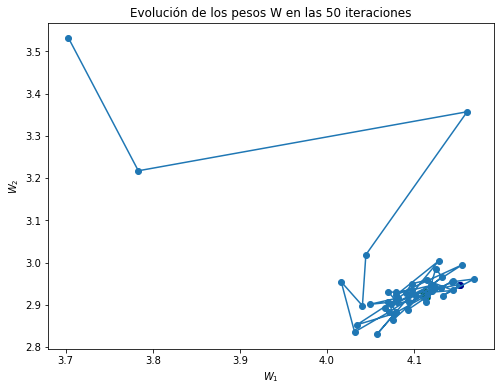 Evolución de los pesos W en las 50 iteraciones
3.5
3.4
3.3
3.2
3.1
3.0
2.9
2.8
W₂
3.7 3.8 3.9 4.0 4.1
W₁